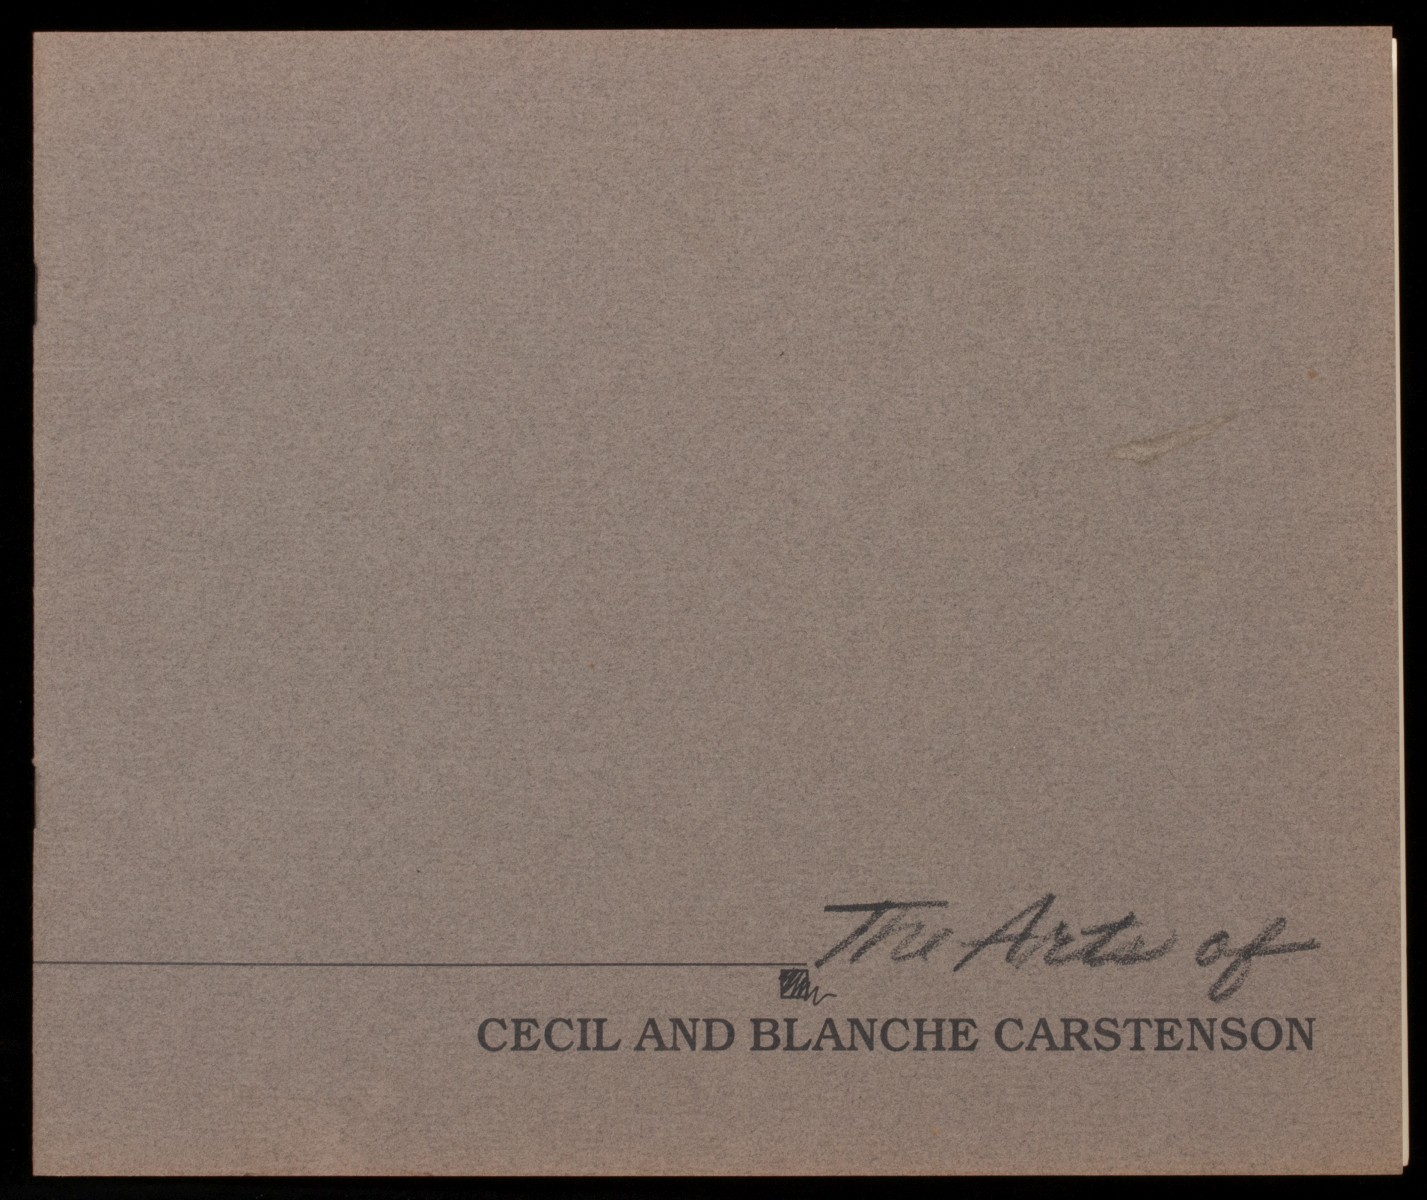 The Arts of
CECIL AND BLANCHE CARSTENSON